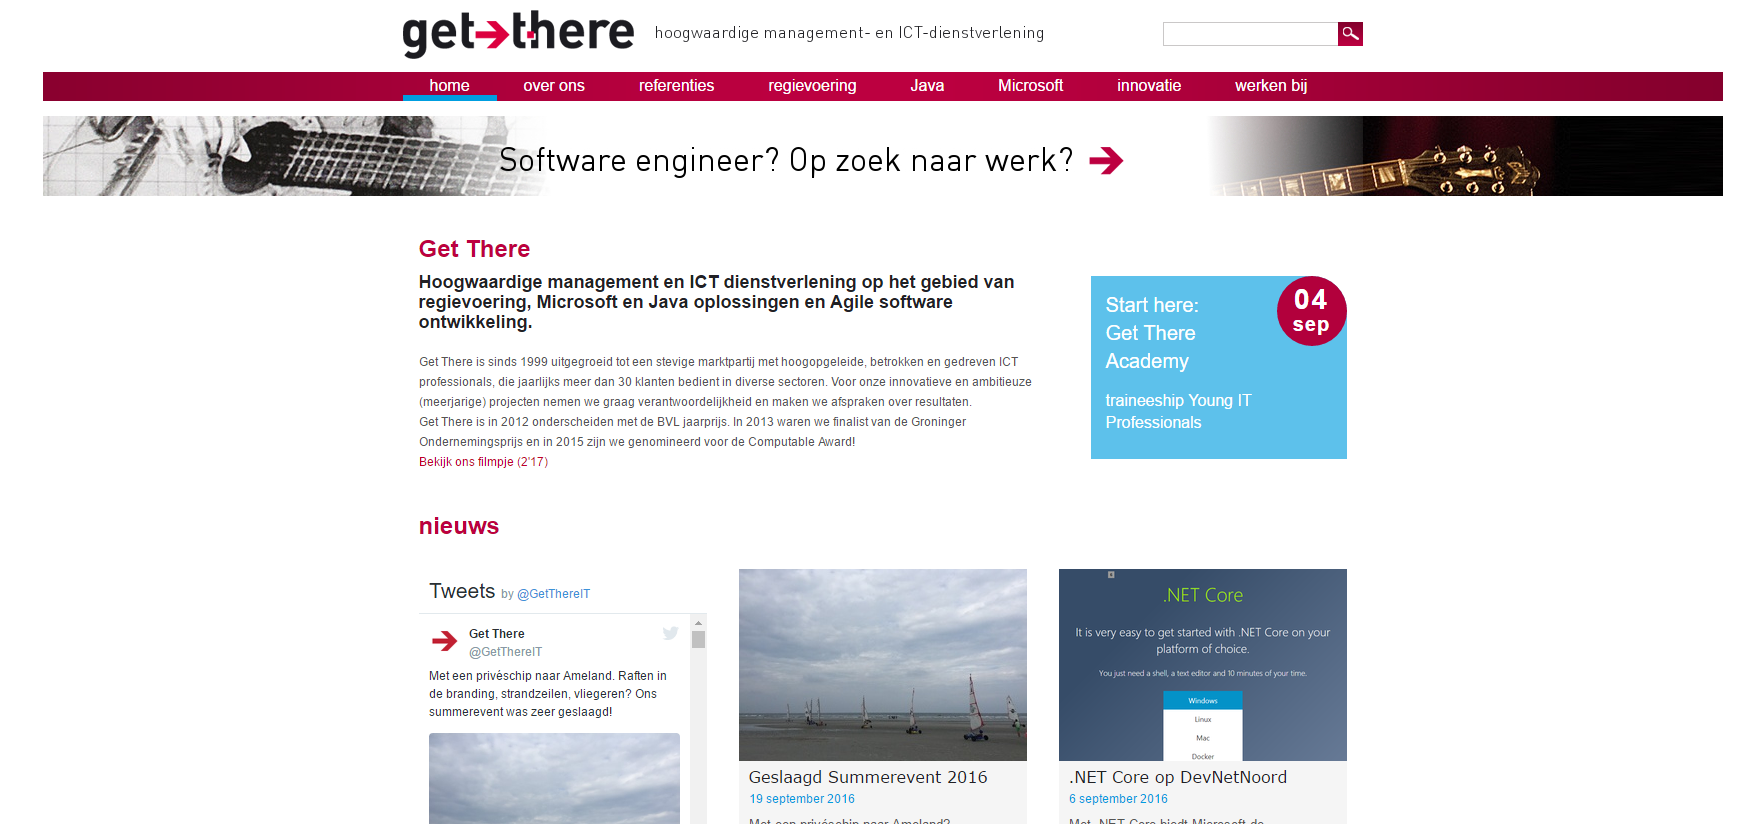 get there
hoogwaardige management- en ICT-dienstverlening
home over ons referenties regievoering Java Microsoft innovatie werken bij
Software engineer? Op zoek naar werk?
Get There
Hoogwaardige management en ICT dienstverlening op het gebied van
regievoering, Microsoft en Java oplossingen en Agile software
ontwikkeling.
Get There is sinds 1999 uitgegroeid tot een stevige marktpartij met hoogopgeleide, betrokken en gedreven ICT
professionals, die jaarlijks meer dan 30 klanten bedient in diverse sectoren. Voor onze innovatieve en ambitieuze
(meerjarige) projecten nemen we graag verantwoordelijkheid en maken we afspraken over resultaten.
Get There is in 2012 onderscheiden met de BVL jaarprijs. In 2013 waren we finalist van de Groninger
Ondernemingsprijs en in 2015 zijn we genomineerd voor de Computable Award!
Bekijk ons filmpje (2'17)
Start here:
Get There
Academy
04
sep
traineeship Young IT
Professionals
nieuws
Tweets by @GetThereIT
Get There
@GetThereIT
Met een privéschip naar Ameland. Raften in
de branding, strandzeilen, vliegeren? Ons
summerevent was zeer geslaagd!
Geslaagd Summerevent 2016
19 september 2016
Met een privéschip naar Ameland?
.NET Core
It is very easy to get started with .NET Core on your
platform of choice.
You just need a shell, a text editor and 10 minutes of your time.
Windows
Linux
Mac
Docker
.NET Core op DevNetNoord
6 september 2016
Met .NET Core biedt Microsoft de